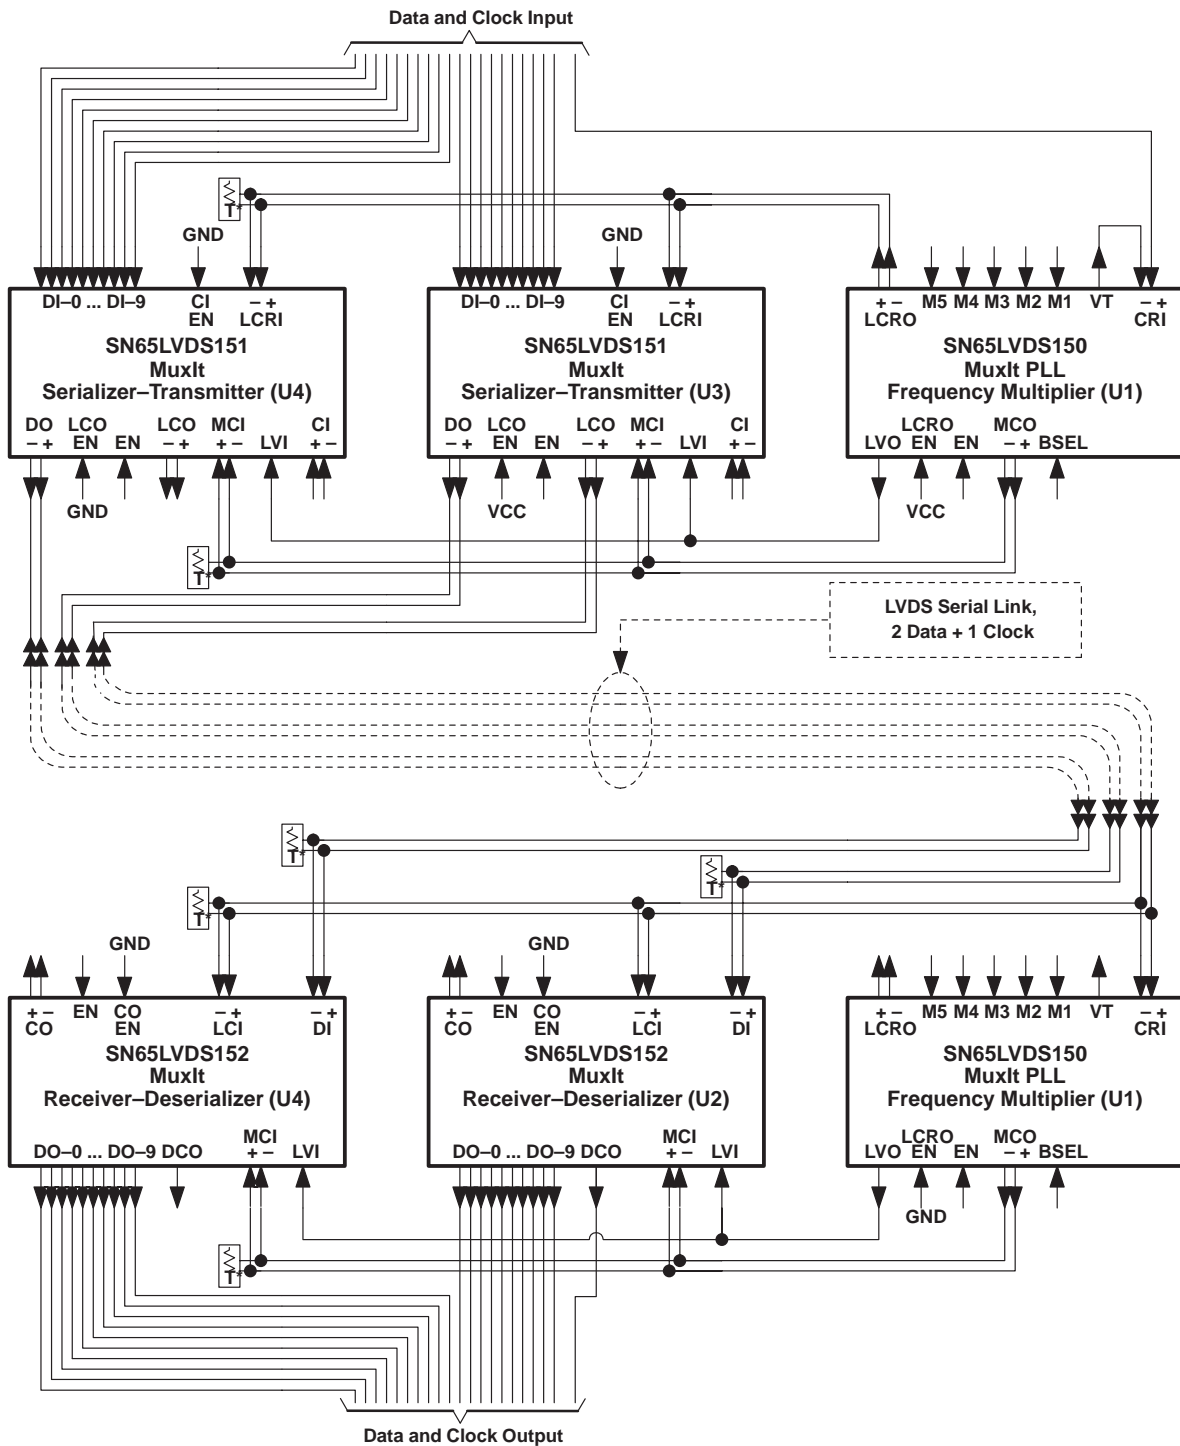 Data and Clock Input
T*
T*
GND
GND
DI–0 ... DI–9
CI
EN
– +
LCRI
SN65LVDS151
MuxIt
Serializer–Transmitter (U4)
DO
– +
LCO
EN
EN
LCO
– +
MCI
+ –
LVI
CI
+ –
GND
DI–0 ... DI–9
CI
EN
– +
LCRI
SN65LVDS151
MuxIt
Serializer–Transmitter (U3)
DO
– +
LCO
EN
EN
LCO
– +
MCI
+ –
LVI
CI
+ –
VCC
+ –
LCRO
M5 M4 M3 M2 M1
VT
– +
CRI
SN65LVDS150
MuxIt PLL
Frequency Multiplier (U1)
LVO
LCRO
EN
EN
MCO
– +
BSEL
VCC
LVDS Serial Link,
2 Data + 1 Clock
T*
T*
T*
GND
GND
+ –
CO
EN
CO
EN
– +
LCI
– +
DI
SN65LVDS152
MuxIt
Receiver–Deserializer (U4)
DO–0 ... DO–9 DCO
MCI
+ –
LVI
+ –
CO
EN
CO
EN
– +
LCI
– +
DI
SN65LVDS152
MuxIt
Receiver–Deserializer (U2)
DO–0 ... DO–9 DCO
MCI
+ –
LVI
+ –
LCRO
M5 M4 M3 M2 M1
VT
– +
CRI
SN65LVDS150
MuxIt PLL
Frequency Multiplier (U1)
LVO
LCRO
EN
EN
MCO
– +
BSEL
GND
T*
Data and Clock Output